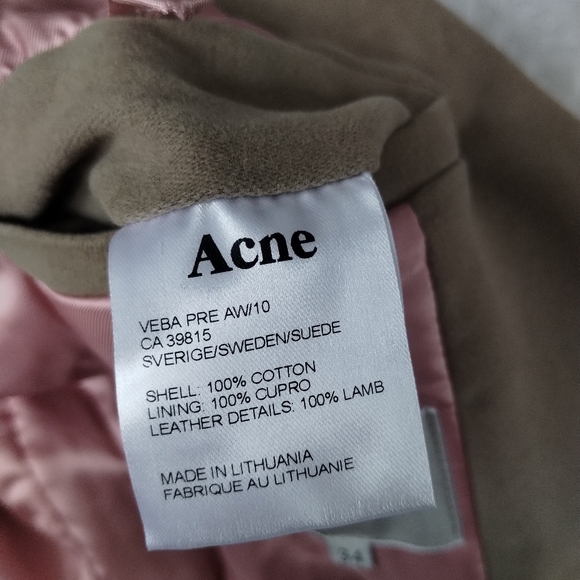 Acne
VEBA PRE AW/10
CA 39815
SVERIGE/SWEDEN/SUEDE
SHELL: 100% COTTON
LINING: 100% CUPRO
LEATHER DETAILS: 100% LAMB
MADE IN LITHUANIA
FABRIQUE AU LITHUANIE
34